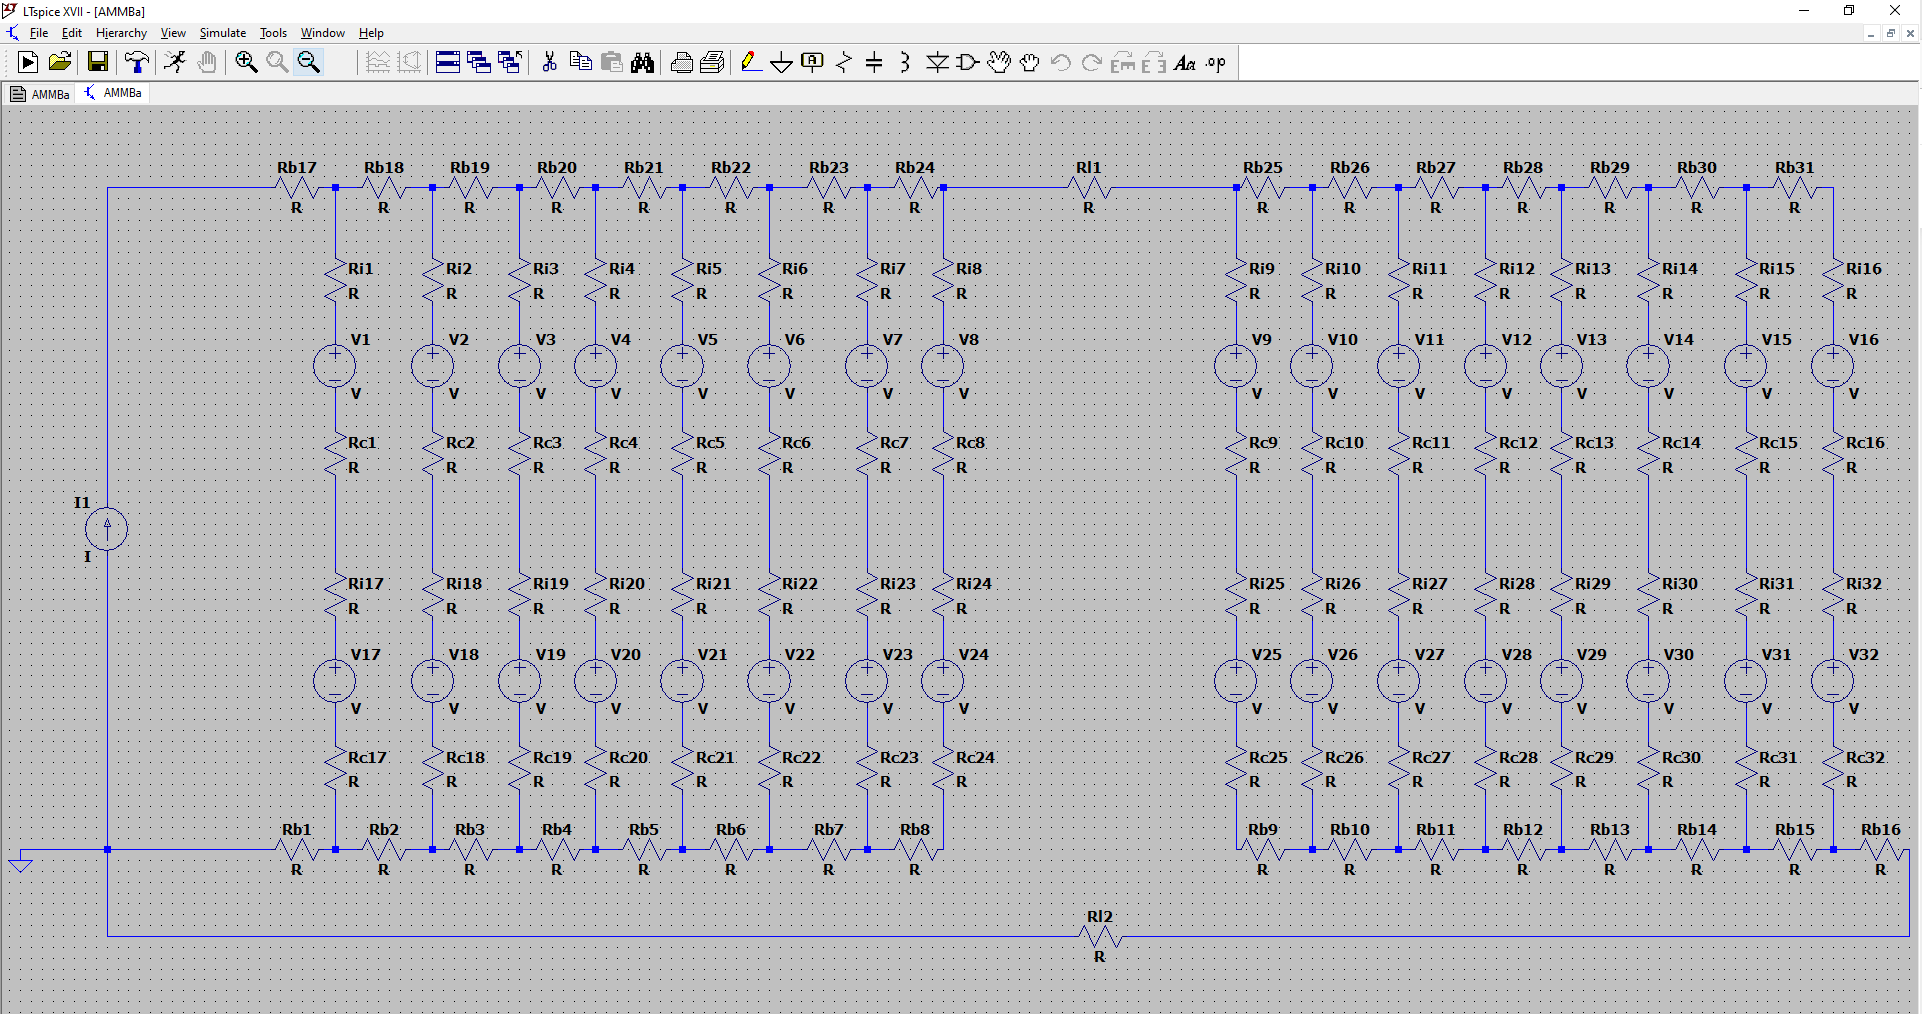 LTspice XVII - [AMMBa]
File Edit Hierarchy View Simulate Tools Window Help
AMMBa AMMBa
Rb17 Rb18 Rb19 Rb20 Rb21 Rb22 Rb23 Rb24 Rl1 Rb25 Rb26 Rb27 Rb28 Rb29 Rb30 Rb31
R R R R R R R R R R R R R R R R
Ri1 Ri2 Ri3 Ri4 Ri5 Ri6 Ri7 Ri8 Ri9 Ri10 Ri11 Ri12 Ri13 Ri14 Ri15 Ri16
R R R R R R R R R R R R R R R R
V1 V2 V3 V4 V5 V6 V7 V8 V9 V10 V11 V12 V13 V14 V15 V16
V V V V V V V V V V V V V V V V
Rc1 Rc2 Rc3 Rc4 Rc5 Rc6 Rc7 Rc8 Rc9 Rc10 Rc11 Rc12 Rc13 Rc14 Rc15 Rc16
R R R R R R R R R R R R R R R R
I1
I
Ri17 Ri18 Ri19 Ri20 Ri21 Ri22 Ri23 Ri24 Ri25 Ri26 Ri27 Ri28 Ri29 Ri30 Ri31 Ri32
R R R R R R R R R R R R R R R R
V17 V18 V19 V20 V21 V22 V23 V24 V25 V26 V27 V28 V29 V30 V31 V32
V V V V V V V V V V V V V V V V
Rc17 Rc18 Rc19 Rc20 Rc21 Rc22 Rc23 Rc24 Rc25 Rc26 Rc27 Rc28 Rc29 Rc30 Rc31 Rc32
R R R R R R R R R R R R R R R R
Rb1 Rb2 Rb3 Rb4 Rb5 Rb6 Rb7 Rb8 Rb9 Rb10 Rb11 Rb12 Rb13 Rb14 Rb15 Rb16
R R R R R R R R R R R R R R R R
Rl2
R